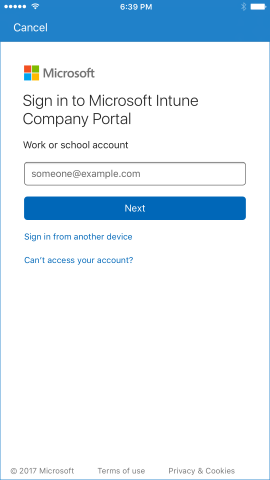 6:39 PM
Cancel
Microsoft
Sign in to Microsoft Intune
Company Portal
Work or school account
someone@example.com
Next
Sign in from another device
Can't access your account?
© 2017 Microsoft Terms of use Privacy & Cookies